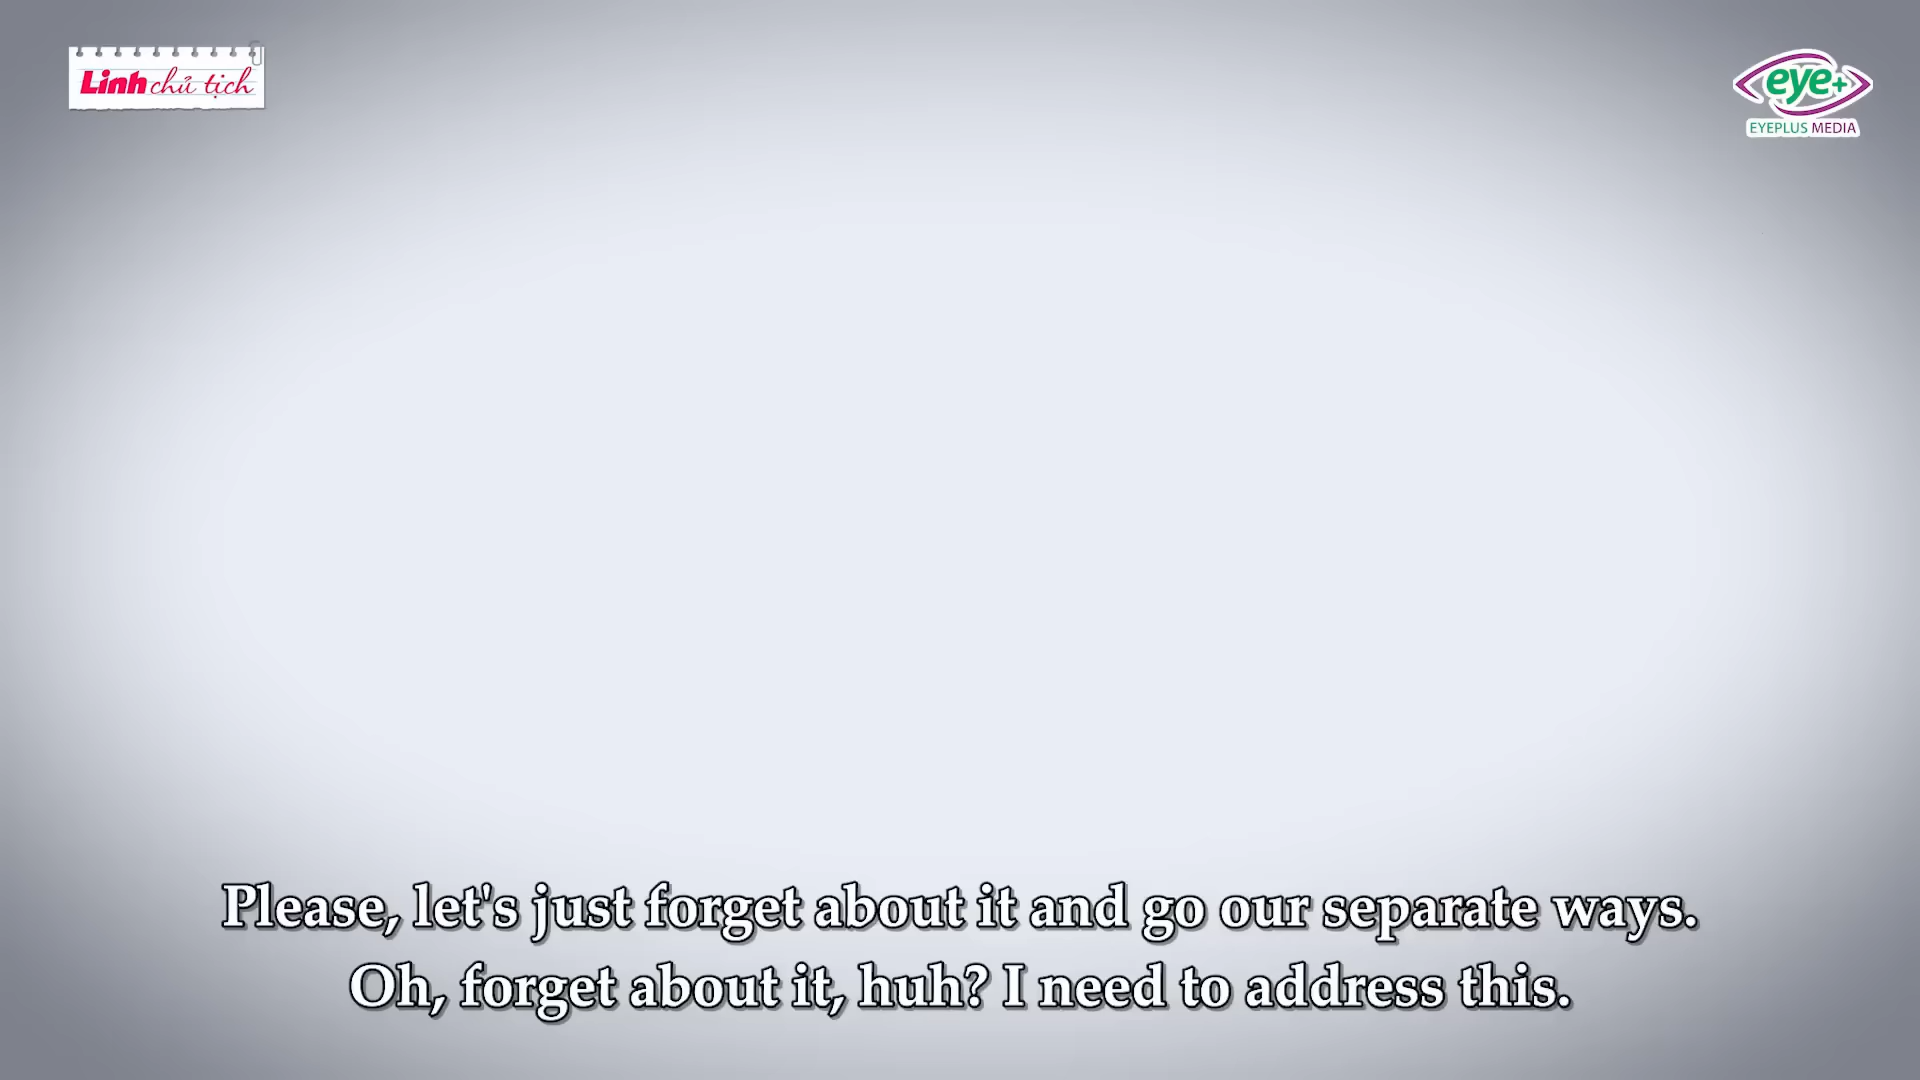 Linh chủ tịch
eye+
EYEPLUS MEDIA
Please, let's just forget about it and go our separate ways.
Oh, forget about it, huh? I need to address this.